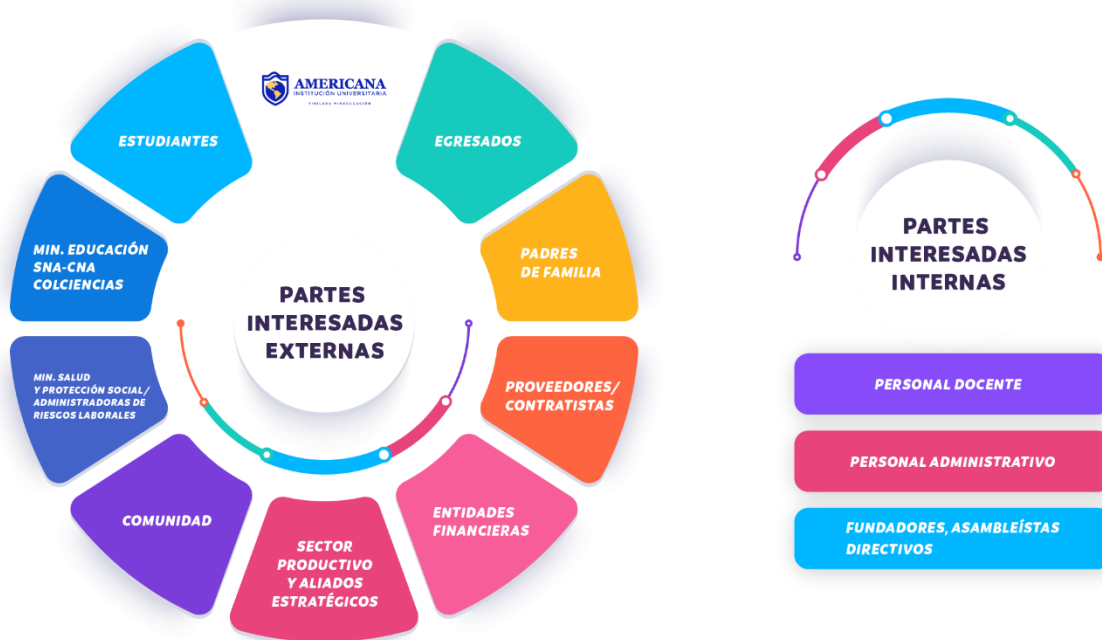 AMERICANA
INSTITUCIÓN UNIVERSITARIA
VIGILADA MINEDUCACIÓN
ESTUDIANTES
EGRESADOS
MIN. EDUCACIÓN
SNA-CNA
COLCIENCIAS
PADRES
DE FAMILIA
PARTES
INTERESADAS
EXTERNAS
MIN. SALUD
Y PROTECCIÓN SOCIAL/
ADMINISTRADORAS DE
RIESGOS LABORALES
PROVEEDORES/
CONTRATISTAS
COMUNIDAD
ENTIDADES
FINANCIERAS
SECTOR
PRODUCTIVO
Y ALIADOS
ESTRATÉGICOS
PARTES
INTERESADAS
INTERNAS
PERSONAL DOCENTE
PERSONAL ADMINISTRATIVO
FUNDADORES, ASAMBLEÍSTAS
DIRECTIVOS